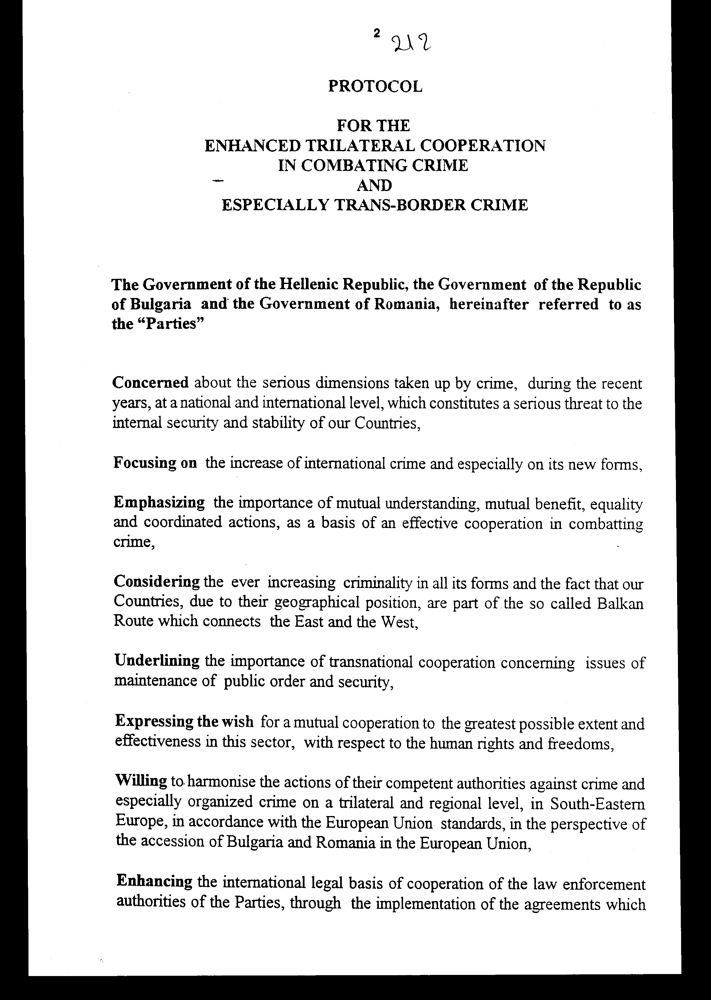 2
212
PROTOCOL
FOR THE
ENHANCED TRILATERAL COOPERATION
IN COMBATING CRIME
AND
ESPECIALLY TRANS-BORDER CRIME
The Government of the Hellenic Republic, the Government of the Republic
of Bulgaria and the Government of Romania, hereinafter referred to as
the “Parties”
Concerned about the serious dimensions taken up by crime, during the recent
years, at a national and international level, which constitutes a serious threat to the
internal security and stability of our Countries,
Focusing on the increase of international crime and especially on its new forms,
Emphasizing the importance of mutual understanding, mutual benefit, equality
and coordinated actions, as a basis of an effective cooperation in combatting
crime,
Considering the ever increasing criminality in all its forms and the fact that our
Countries, due to their geographical position, are part of the so called Balkan
Route which connects the East and the West,
Underlining the importance of transnational cooperation concerning issues of
maintenance of public order and security,
Expressing the wish for a mutual cooperation to the greatest possible extent and
effectiveness in this sector, with respect to the human rights and freedoms,
Willing to harmonise the actions of their competent authorities against crime and
especially organized crime on a trilateral and regional level, in South-Eastern
Europe, in accordance with the European Union standards, in the perspective of
the accession of Bulgaria and Romania in the European Union,
Enhancing the international legal basis of cooperation of the law enforcement
authorities of the Parties, through the implementation of the agreements which